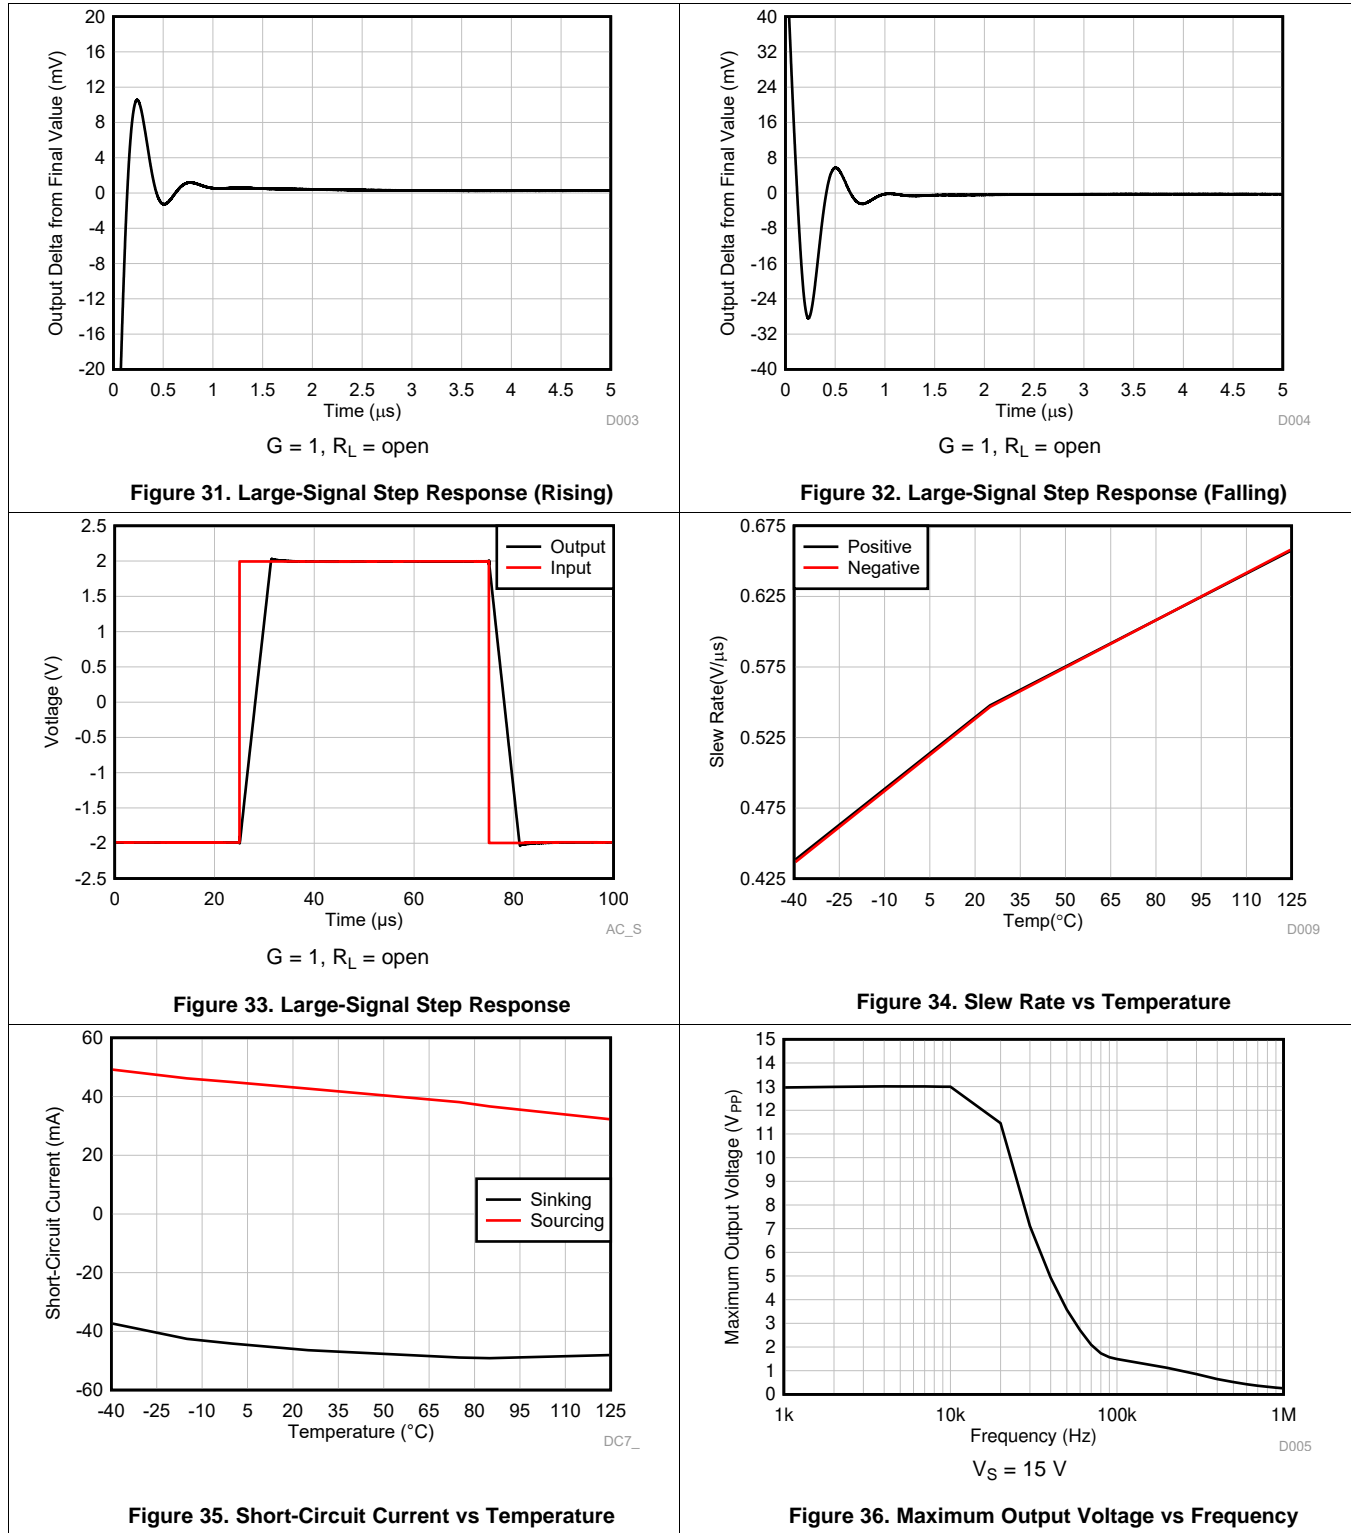 20
16
12
8
4
0
-4
-8
-12
-16
-20
Output Delta from Final Value (mV)
0 0.5 1 1.5 2 2.5 3 3.5 4 4.5 5
Time (μs)
D003
G = 1, RL = open
Figure 31. Large-Signal Step Response (Rising)
40
32
24
16
8
0
-8
-16
-24
-32
-40
Output Delta from Final Value (mV)
0 0.5 1 1.5 2 2.5 3 3.5 4 4.5 5
Time (μs)
D004
G = 1, RL = open
Figure 32. Large-Signal Step Response (Falling)
2.5
2
1.5
1
0.5
0
-0.5
-1
-1.5
-2
-2.5
Votlage (V)
Output
Input
0 20 40 60 80 100
Time (μs)
AC_S
G = 1, RL = open
Figure 33. Large-Signal Step Response
0.675
0.625
0.575
0.525
0.475
0.425
Slew Rate(V/μs)
Positive
Negative
-40 -25 -10 5 20 35 50 65 80 95 110 125
Temp(°C)
D009
Figure 34. Slew Rate vs Temperature
60
40
20
0
-20
-40
-60
Short-Circuit Current (mA)
Sinking
Sourcing
-40 -25 -10 5 20 35 50 65 80 95 110 125
Temperature (°C)
DC7_
Figure 35. Short-Circuit Current vs Temperature
15
14
13
12
11
10
9
8
7
6
5
4
3
2
1
0
Maximum Output Voltage (VPP)
1k 10k 100k 1M
Frequency (Hz)
D005
VS = 15 V
Figure 36. Maximum Output Voltage vs Frequency